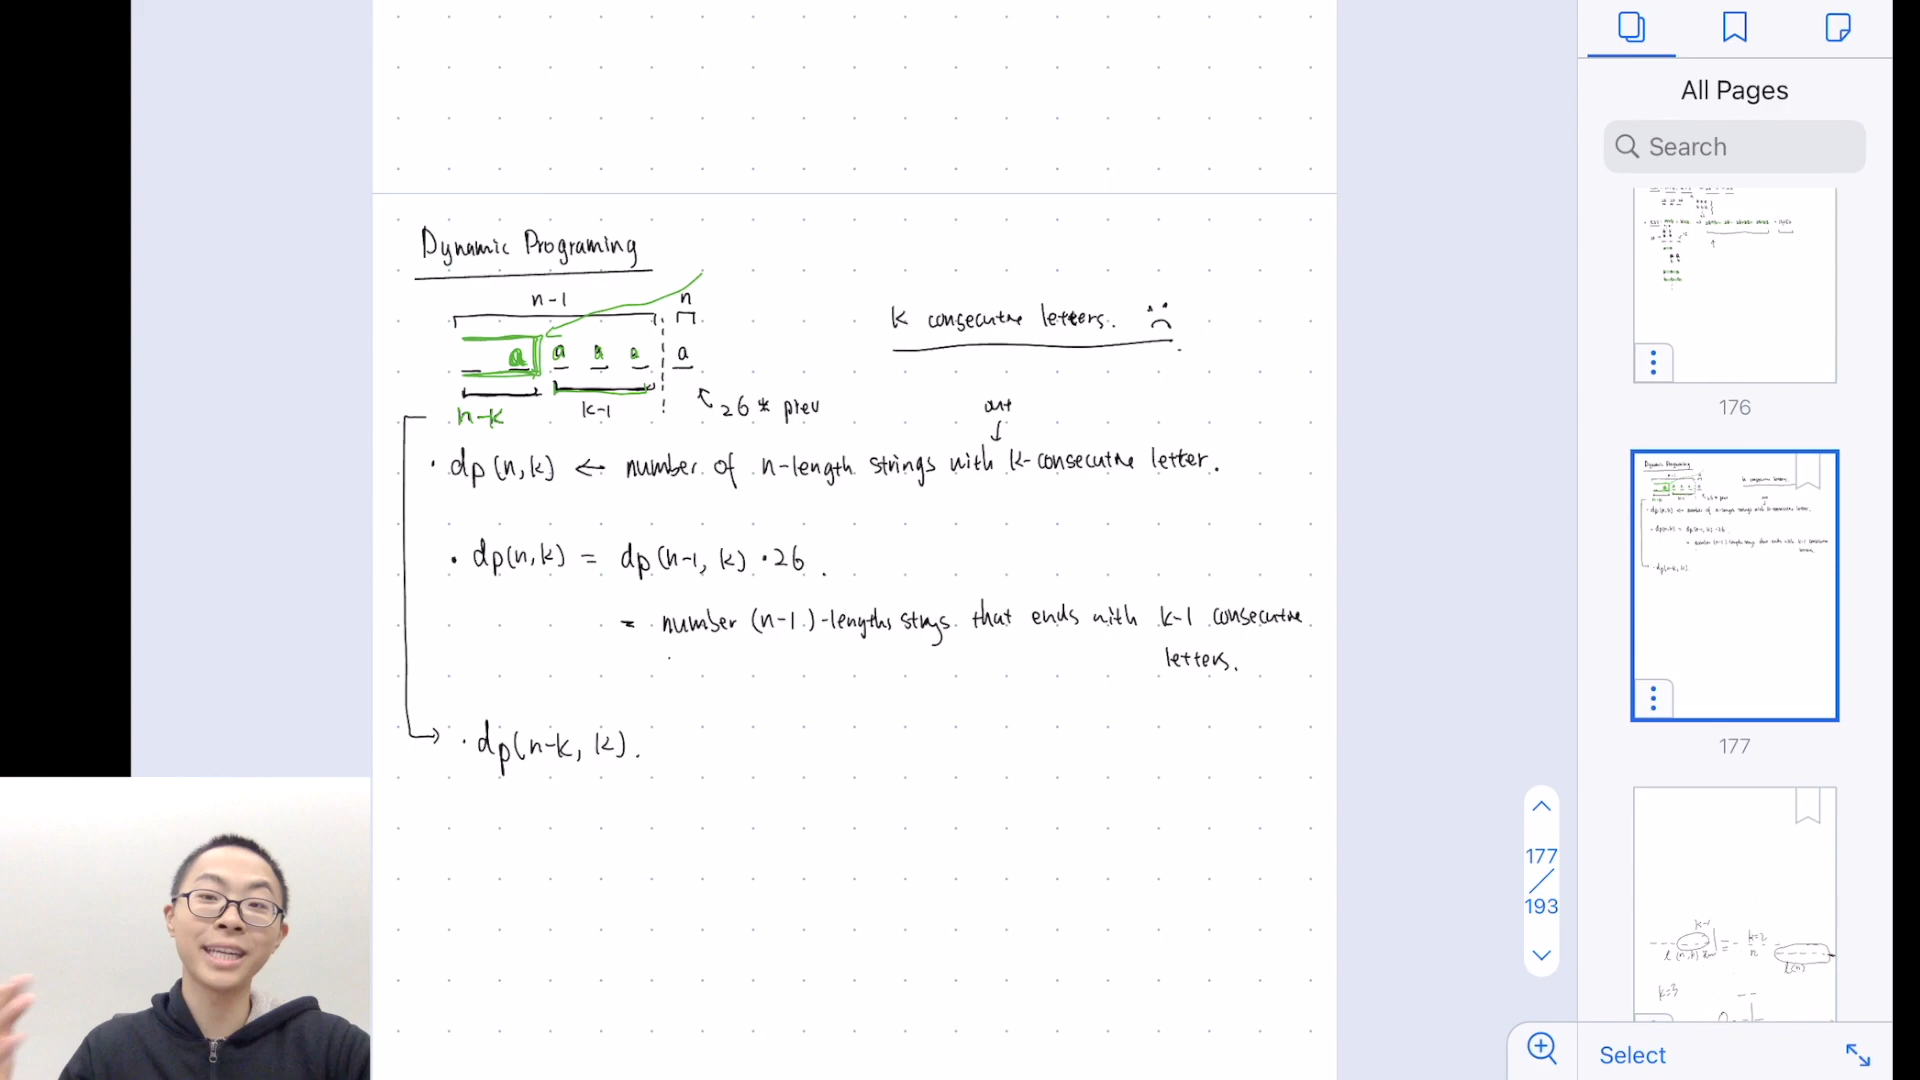 Dynamic Programing
n-1 n
a a a a a
n-k k-1
26 * prev
K consecutive letters.
out
· dp(n,k) ← number of n-length strings with k-consecutive letter.
· dp(n,k) = dp(n-1, k) · 26.
= number (n-1)-lengths strngs that ends with k-1 consecutive
letters.
· dp(n-k, k).
All Pages
Search
176
177
177
193
Select